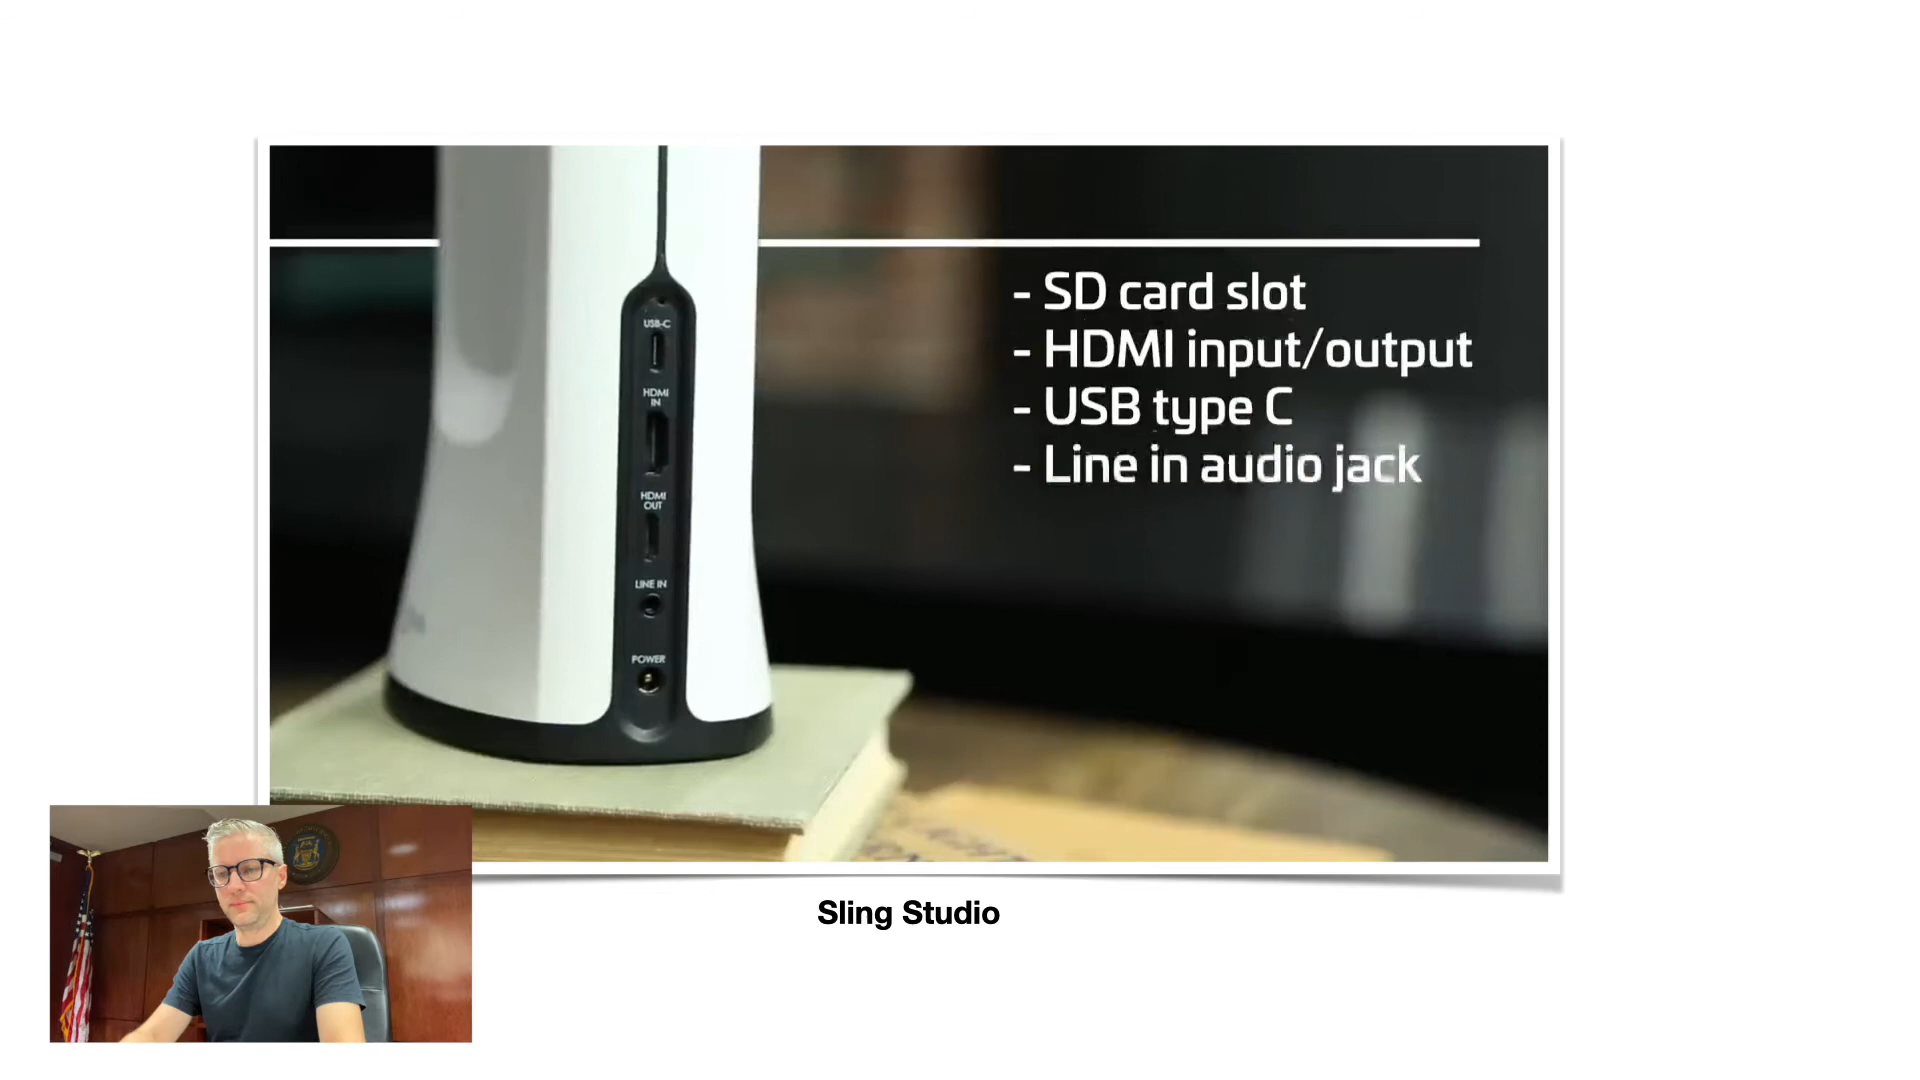 - SD card slot
- HDMI input/output
- USB type C
- Line in audio jack
USB-C
HDMI
IN
HDMI
OUT
LINE IN
POWER
Sling Studio